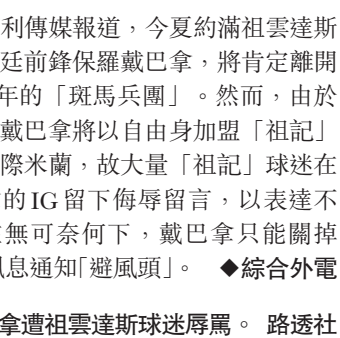 利傳媒報道，今夏約滿祖雲達斯
廷前鋒保羅戴巴拿，將肯定離開
年的「斑馬兵團」。然而，由於
戴巴拿將以自由身加盟「祖記」
際米蘭，故大量「祖記」球迷在
的IG留下侮辱留言，以表達不
無可奈何下，戴巴拿只能關掉
息通知「避風頭」。 ◆綜合外電
拿遭祖雲達斯球迷辱罵。 路透社